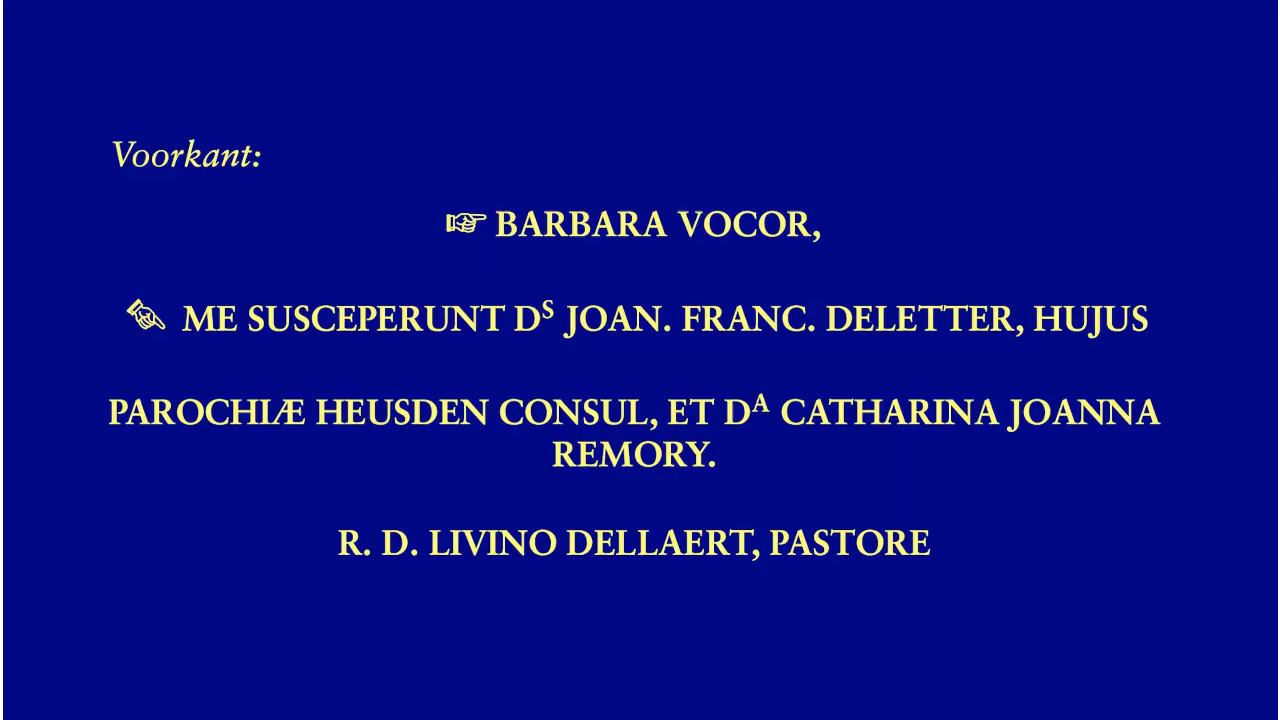 Voorkant:
☞ BARBARA VOCOR,
✎ ME SUSCEPERUNT Dˢ JOAN. FRANC. DELETTER, HUJUS
PAROCHIÆ HEUSDEN CONSUL, ET Dᴬ CATHARINA JOANNA
REMORY.
R. D. LIVINO DELLAERT, PASTORE